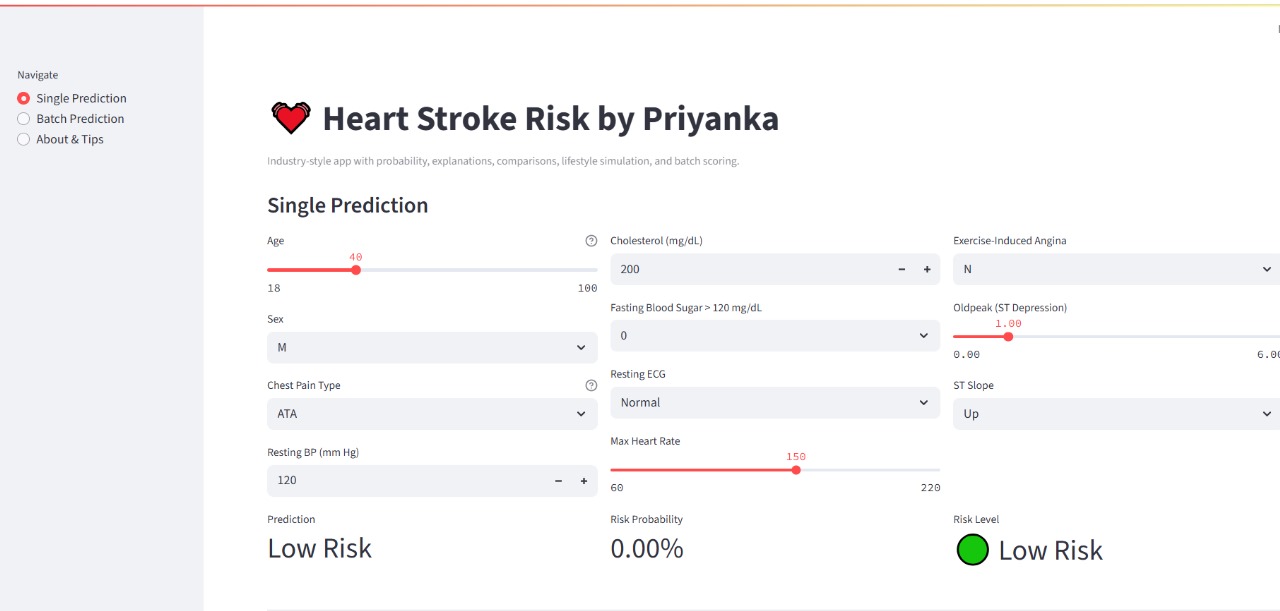 Navigate
Single Prediction
Batch Prediction
About & Tips
Heart Stroke Risk by Priyanka
Industry-style app with probability, explanations, comparisons, lifestyle simulation, and batch scoring.
Single Prediction
Age
40
18 100
Sex
M
Chest Pain Type
ATA
Resting BP (mm Hg)
120
Cholesterol (mg/dL)
200
Fasting Blood Sugar > 120 mg/dL
0
Resting ECG
Normal
Max Heart Rate
150
60 220
Exercise-Induced Angina
N
Oldpeak (ST Depression)
1.00
0.00 6.00
ST Slope
Up
Prediction
Low Risk
Risk Probability
0.00%
Risk Level
Low Risk